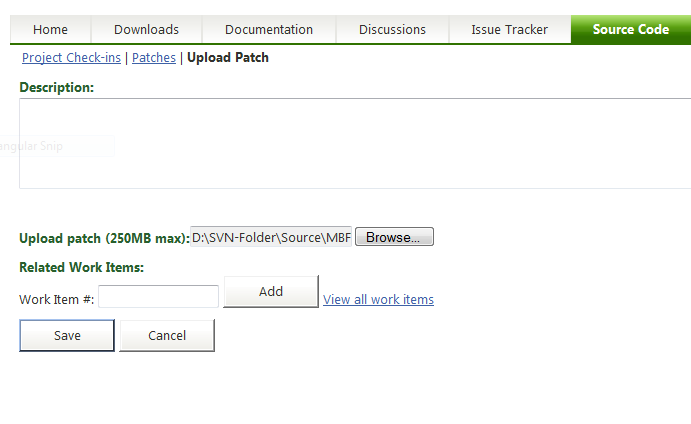 Home Downloads Documentation Discussions Issue Tracker Source Code
Project Check-ins | Patches | Upload Patch
Description:
angular Snip
Upload patch (250MB max): D:\SVN-Folder\Source\MBF Browse...
Related Work Items:
Work Item #: Add View all work items
Save Cancel